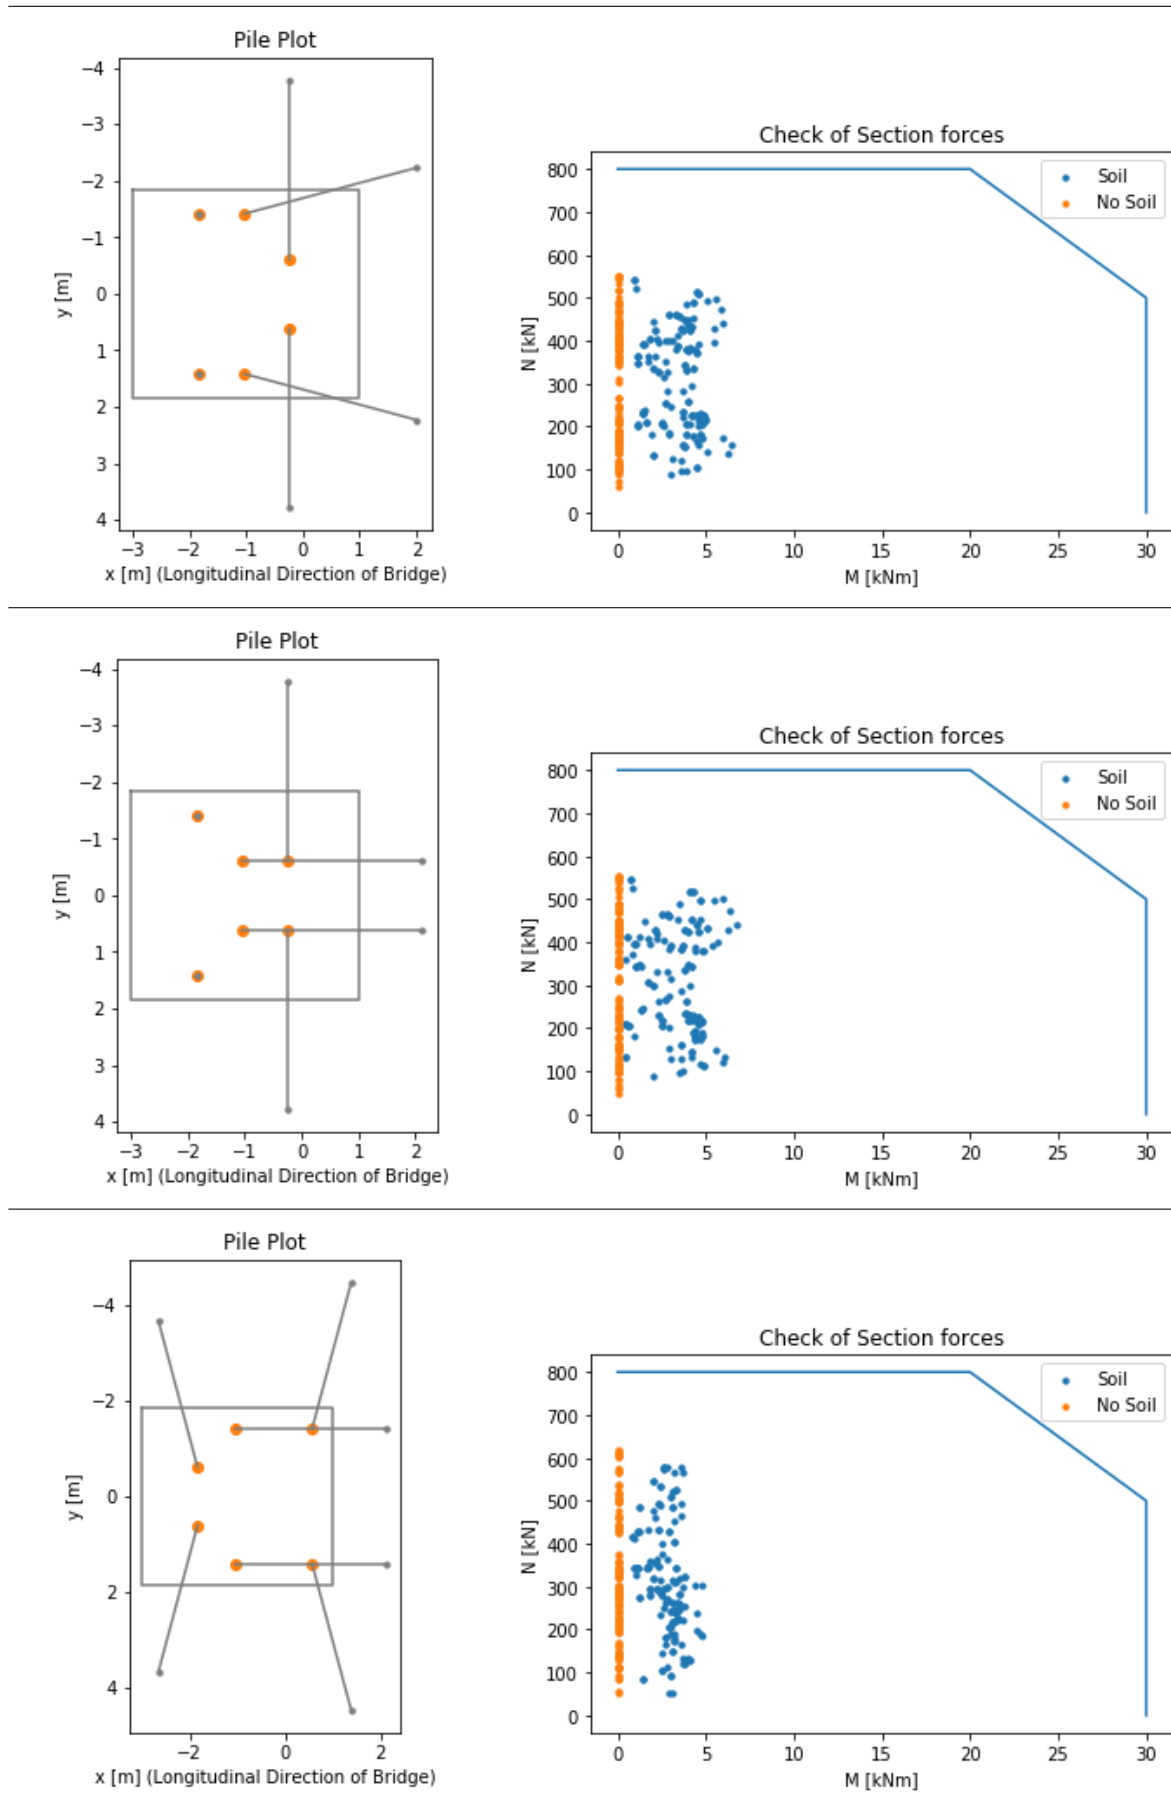 Pile Plot
−4
−3
−2
−1
0
1
2
3
4
y [m]
−3 −2 −1 0 1 2
x [m] (Longitudinal Direction of Bridge)
Check of Section forces
800
700
600
500
400
300
200
100
0
N [kN]
Soil
No Soil
0 5 10 15 20 25 30
M [kNm]
Pile Plot
−4
−3
−2
−1
0
1
2
3
4
y [m]
−3 −2 −1 0 1 2
x [m] (Longitudinal Direction of Bridge)
Check of Section forces
800
700
600
500
400
300
200
100
0
N [kN]
Soil
No Soil
0 5 10 15 20 25 30
M [kNm]
Pile Plot
−4
−2
0
2
4
y [m]
−2 0 2
x [m] (Longitudinal Direction of Bridge)
Check of Section forces
800
700
600
500
400
300
200
100
0
N [kN]
Soil
No Soil
0 5 10 15 20 25 30
M [kNm]